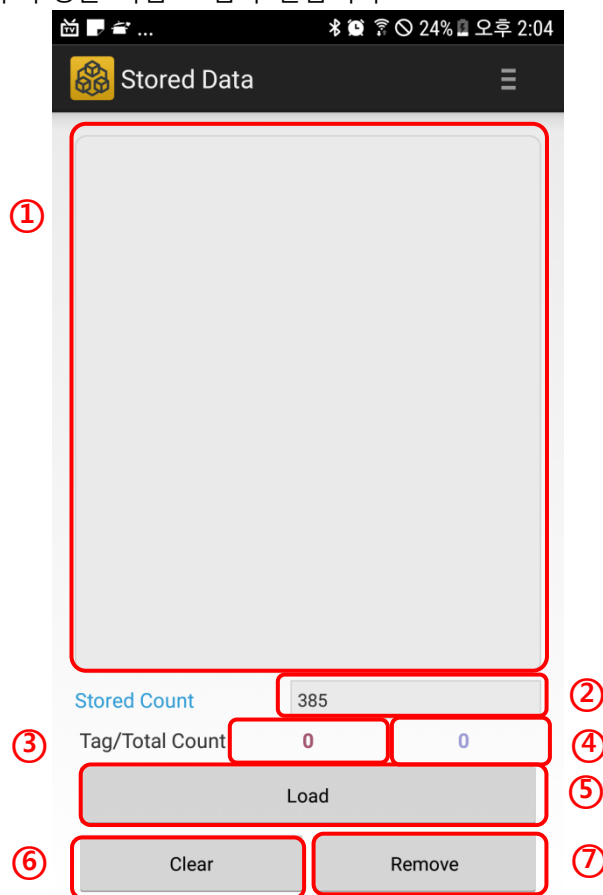 ... 24% 오후 2:04
Stored Data
①
Stored Count 385 ②
③ Tag/Total Count 0 0 ④
Load ⑤
⑥ Clear Remove ⑦